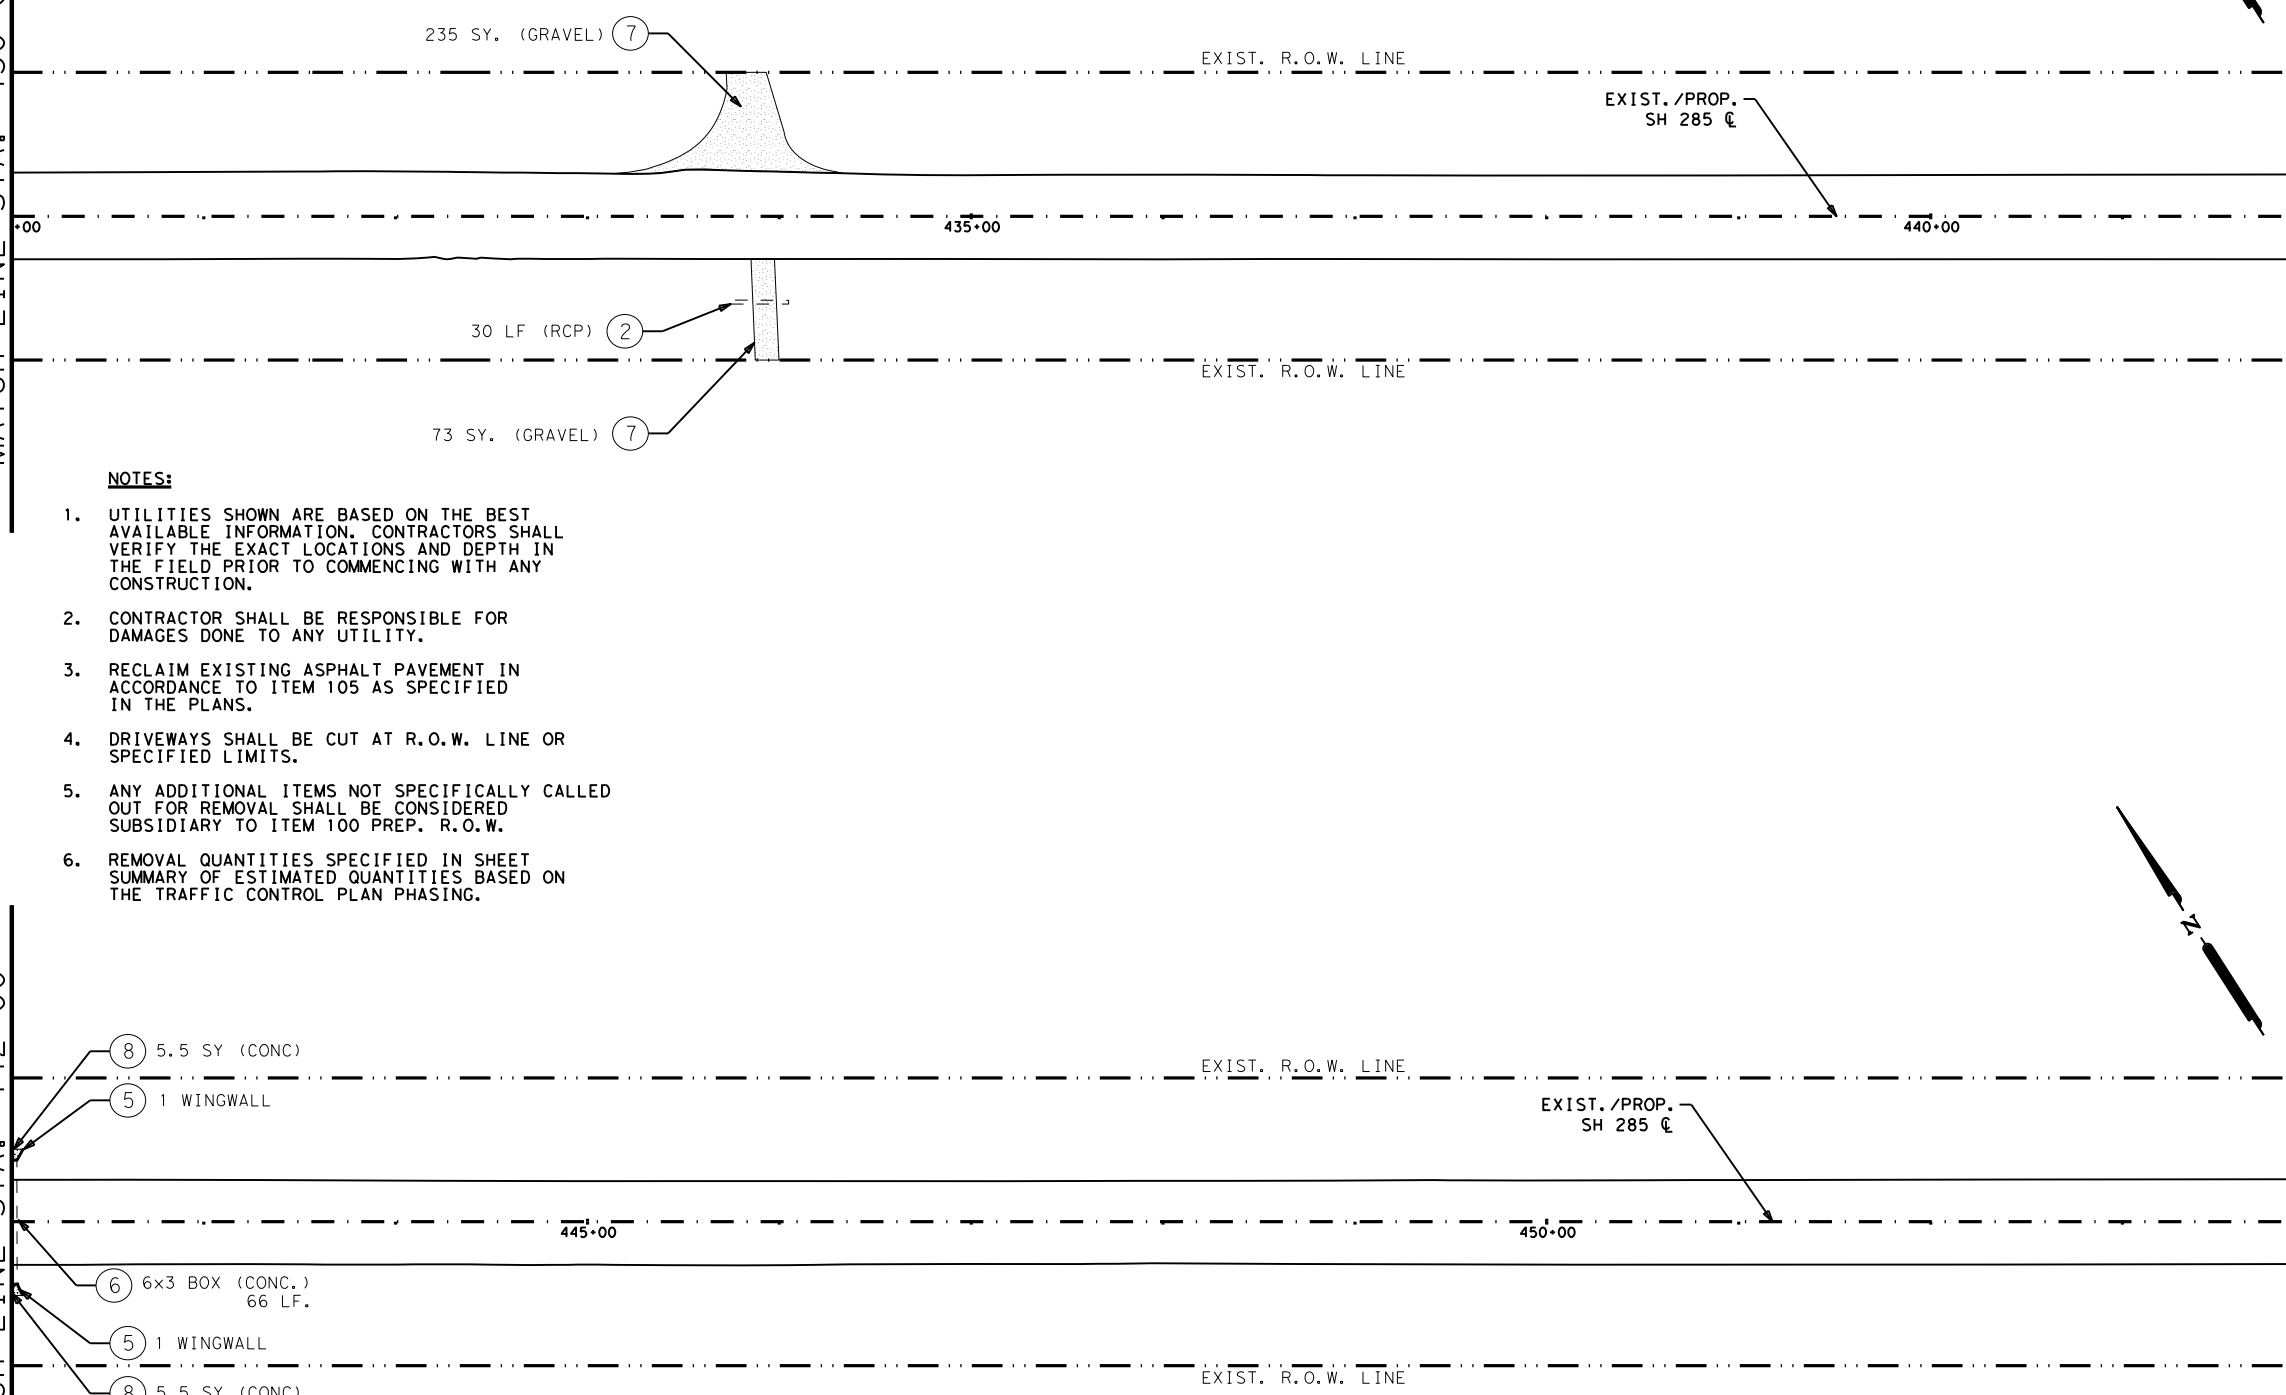 235 SY. (GRAVEL) 7
EXIST. R.O.W. LINE
EXIST./PROP.
SH 285 ℄
+00
435+00
440+00
30 LF (RCP) 2
EXIST. R.O.W. LINE
73 SY. (GRAVEL) 7
NOTES:
1. UTILITIES SHOWN ARE BASED ON THE BEST
AVAILABLE INFORMATION. CONTRACTORS SHALL
VERIFY THE EXACT LOCATIONS AND DEPTH IN
THE FIELD PRIOR TO COMMENCING WITH ANY
CONSTRUCTION.
2. CONTRACTOR SHALL BE RESPONSIBLE FOR
DAMAGES DONE TO ANY UTILITY.
3. RECLAIM EXISTING ASPHALT PAVEMENT IN
ACCORDANCE TO ITEM 105 AS SPECIFIED
IN THE PLANS.
4. DRIVEWAYS SHALL BE CUT AT R.O.W. LINE OR
SPECIFIED LIMITS.
5. ANY ADDITIONAL ITEMS NOT SPECIFICALLY CALLED
OUT FOR REMOVAL SHALL BE CONSIDERED
SUBSIDIARY TO ITEM 100 PREP. R.O.W.
6. REMOVAL QUANTITIES SPECIFIED IN SHEET
SUMMARY OF ESTIMATED QUANTITIES BASED ON
THE TRAFFIC CONTROL PLAN PHASING.
N
8 5.5 SY (CONC)
EXIST. R.O.W. LINE
5 1 WINGWALL
EXIST./PROP.
SH 285 ℄
445+00
450+00
6 6x3 BOX (CONC.)
66 LF.
5 1 WINGWALL
EXIST. R.O.W. LINE
8 5.5 SY (CONC)